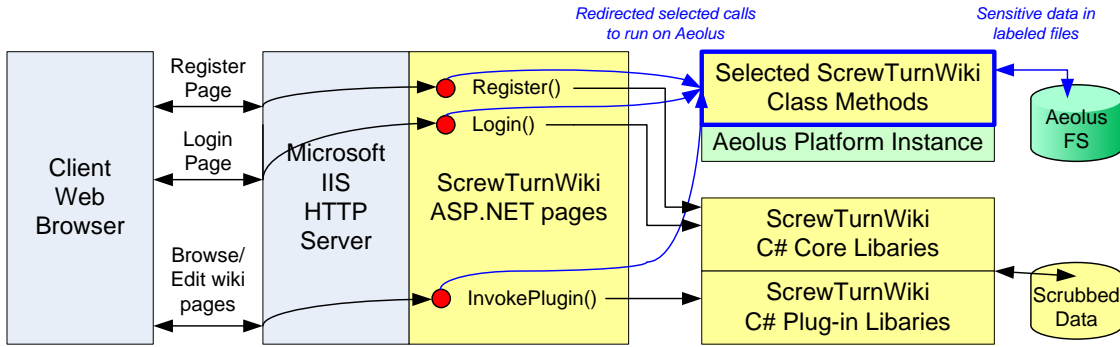 Redirected selected calls
to run on Aeolus
Sensitive data in
labeled files
Client
Web
Browser
Register
Page
Login
Page
Browse/
Edit wiki
pages
Microsoft
IIS
HTTP
Server
Register()
Login()
ScrewTurnWiki
ASP.NET pages
InvokePlugin()
Selected ScrewTurnWiki
Class Methods
Aeolus Platform Instance
Aeolus
FS
ScrewTurnWiki
C# Core Libaries
ScrewTurnWiki
C# Plug-in Libaries
Scrubbed
Data